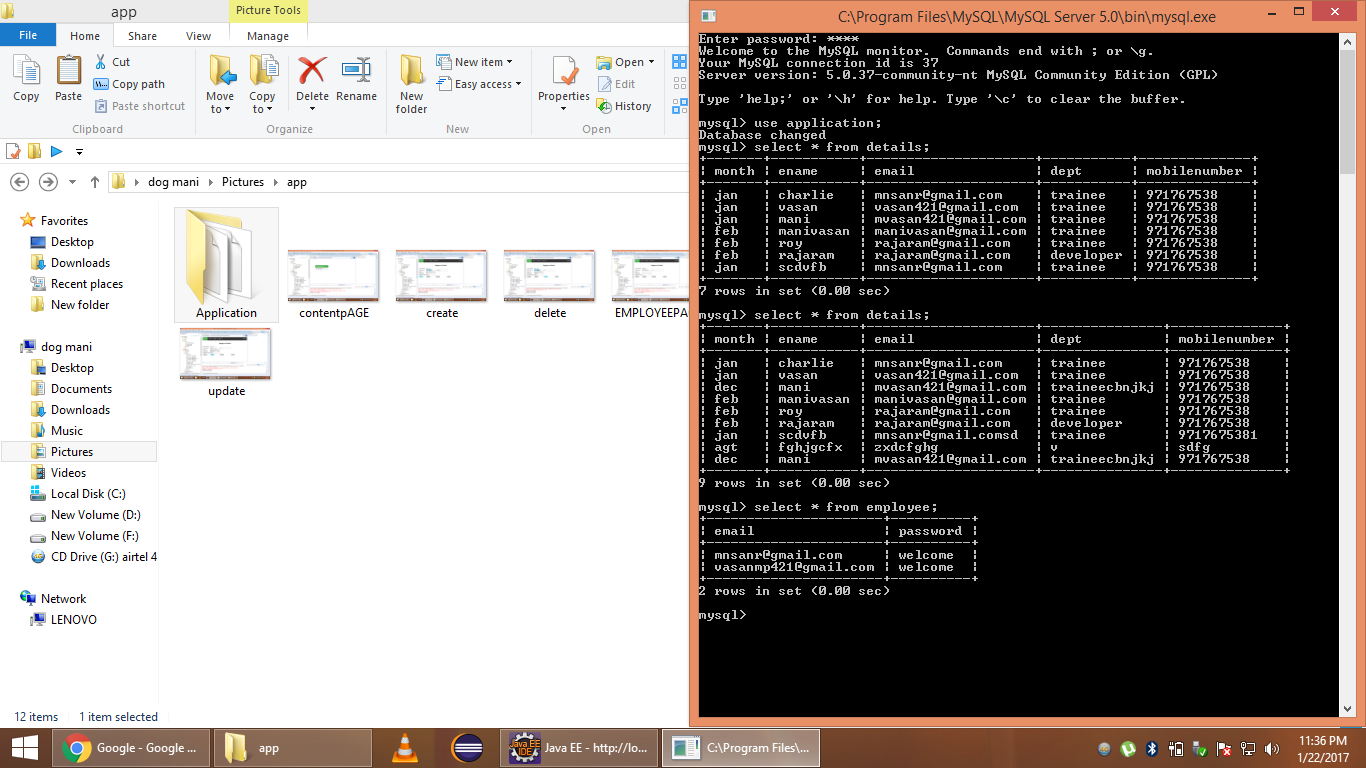 app
Picture Tools
File
Home
Share
View
Manage
Copy
Paste
Cut
Copy path
Paste shortcut
Clipboard
Move to
Copy to
Delete
Rename
Organize
New folder
New item
Easy access
New
Properties
Open
Edit
History
Open
dog mani
Pictures
app
Favorites
Desktop
Downloads
Recent places
New folder
dog mani
Desktop
Documents
Downloads
Music
Pictures
Videos
Local Disk (C:)
New Volume (D:)
New Volume (F:)
CD Drive (G:) airtel 4
Network
LENOVO
Application
contentpAGE
create
delete
EMPLOYEEPAG
update
12 items 1 item selected
C:\Program Files\MySQL\MySQL Server 5.0\bin\mysql.exe
Enter password: ****
Welcome to the MySQL monitor.  Commands end with ; or \g.
Your MySQL connection id is 37
Server version: 5.0.37-community-nt MySQL Community Edition (GPL)
Type 'help;' or '\h' for help. Type '\c' to clear the buffer.
mysql> use application;
Database changed
mysql> select * from details;
| month | ename | email | dept | mobilenumber |
| jan | charlie | mnsanr@gmail.com | trainee | 971767538 |
| jan | vasan | vasan421@gmail.com | trainee | 971767538 |
| jan | mani | mvasan421@gmail.com | trainee | 971767538 |
| feb | manivasan | manivasan@gmail.com | trainee | 971767538 |
| feb | roy | rajaram@gmail.com | trainee | 971767538 |
| feb | rajaram | rajaram@gmail.com | developer | 971767538 |
| jan | scdvfb | mnsanr@gmail.com | trainee | 971767538 |
7 rows in set (0.00 sec)
mysql> select * from details;
| month | ename | email | dept | mobilenumber |
| jan | charlie | mnsanr@gmail.com | trainee | 971767538 |
| jan | vasan | vasan421@gmail.com | trainee | 971767538 |
| dec | mani | mvasan421@gmail.com | traineecbnjkj | 971767538 |
| feb | manivasan | manivasan@gmail.com | trainee | 971767538 |
| feb | roy | rajaram@gmail.com | trainee | 971767538 |
| feb | rajaram | rajaram@gmail.com | developer | 971767538 |
| jan | scdvfb | mnsanr@gmail.comsd | trainee | 9717675381 |
| agt | fghjgcfx | zxdcfghg | v | sdfg |
| dec | mani | mvasan421@gmail.com | traineecbnjkj | 971767538 |
9 rows in set (0.00 sec)
mysql> select * from employee;
| email | password |
| mnsanr@gmail.com | welcome |
| vasanmp421@gmail.com | welcome |
2 rows in set (0.00 sec)
mysql>
Google - Google ...
app
Java EE IDE
Java EE - http://lo...
C:\Program Files\...
11:36 PM
1/22/2017